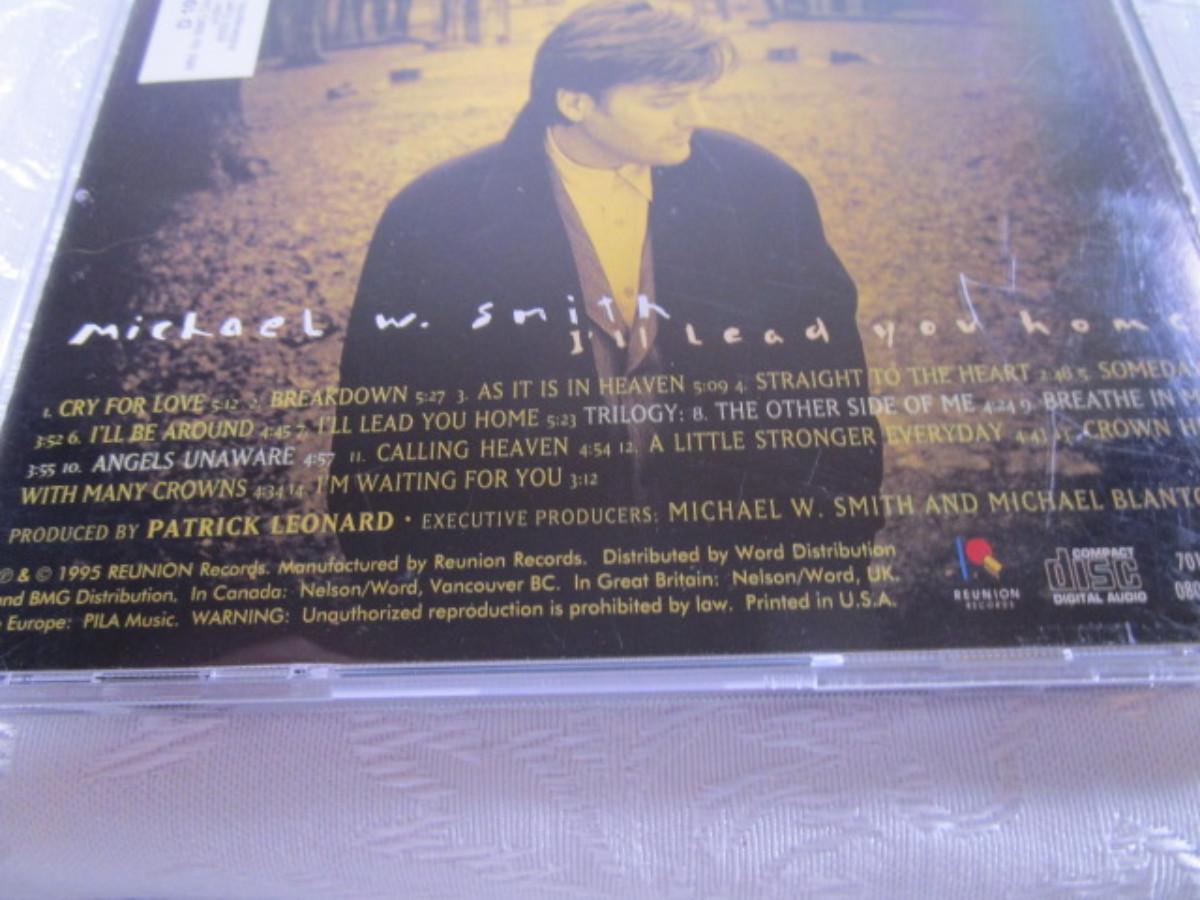 michael w. smith
I'll Lead you home
1. CRY FOR LOVE 5:12 2. BREAKDOWN 5:27 3. AS IT IS IN HEAVEN 5:09 4. STRAIGHT TO THE HEART 2:48 5. SOMEDA
3:52 6. I'LL BE AROUND 4:45 7. I'LL LEAD YOU HOME 5:23 TRILOGY: 8. THE OTHER SIDE OF ME 4:24 9. BREATHE IN M
3:55 10. ANGELS UNAWARE 4:57 11. CALLING HEAVEN 4:54 12. A LITTLE STRONGER EVERYDAY 4:43 13. CROWN H
WITH MANY CROWNS 4:34 14. I'M WAITING FOR YOU 3:12
PRODUCED BY PATRICK LEONARD • EXECUTIVE PRODUCERS: MICHAEL W. SMITH AND MICHAEL BLANT
℗ & © 1995 REUNION Records. Manufactured by Reunion Records. Distributed by Word Distribution
nd BMG Distribution. In Canada: Nelson/Word, Vancouver BC. In Great Britain: Nelson/Word, UK.
Europe: PILA Music. WARNING: Unauthorized reproduction is prohibited by law. Printed in U.S.A.
REUNION
RECORDS
COMPACT
disc
DIGITAL AUDIO
701